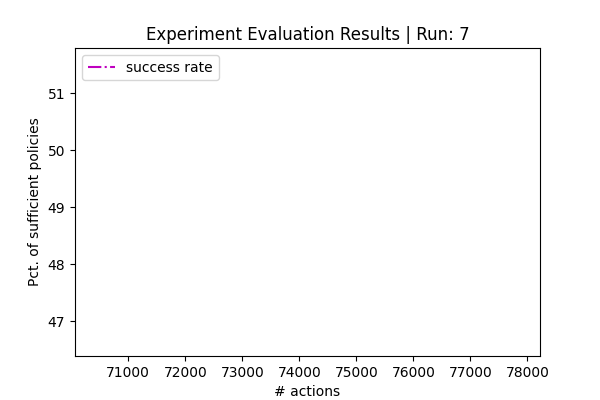 Experiment Evaluation Results | Run: 7
success rate
Pct. of sufficient policies
51
50
49
48
47
71000 72000 73000 74000 75000 76000 77000 78000
# actions